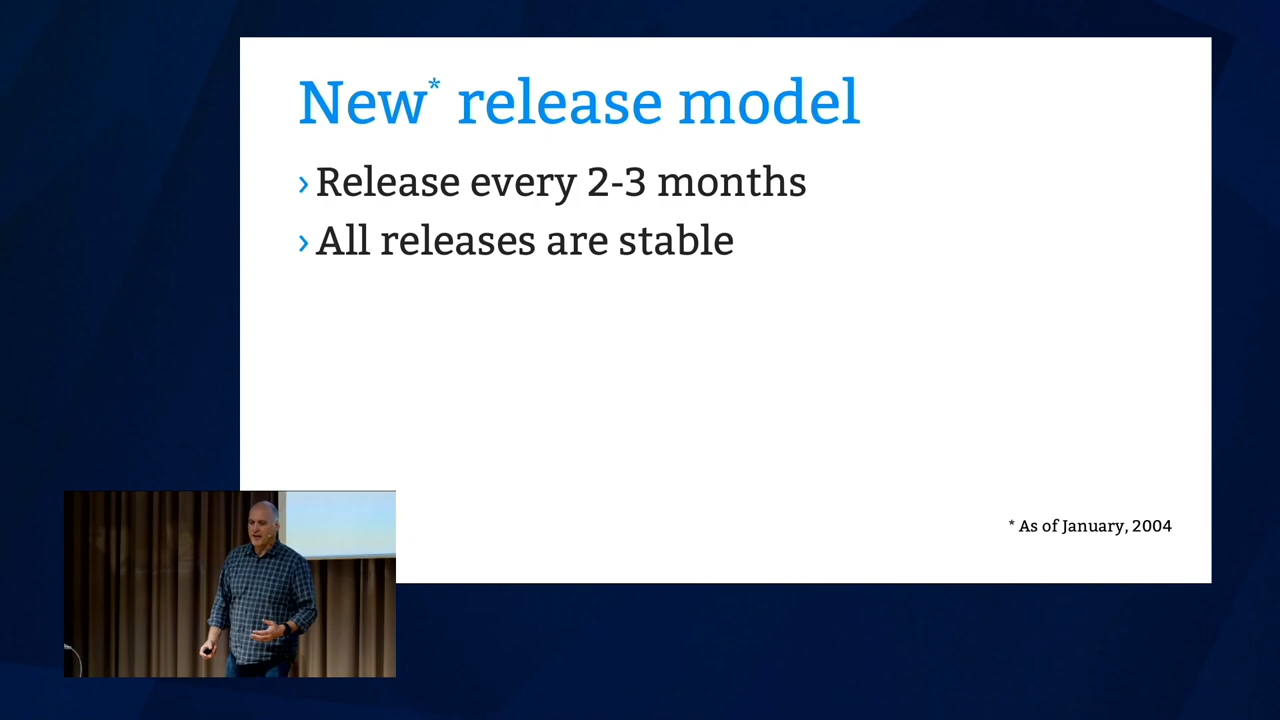 New* release model
› Release every 2-3 months
› All releases are stable
* As of January, 2004